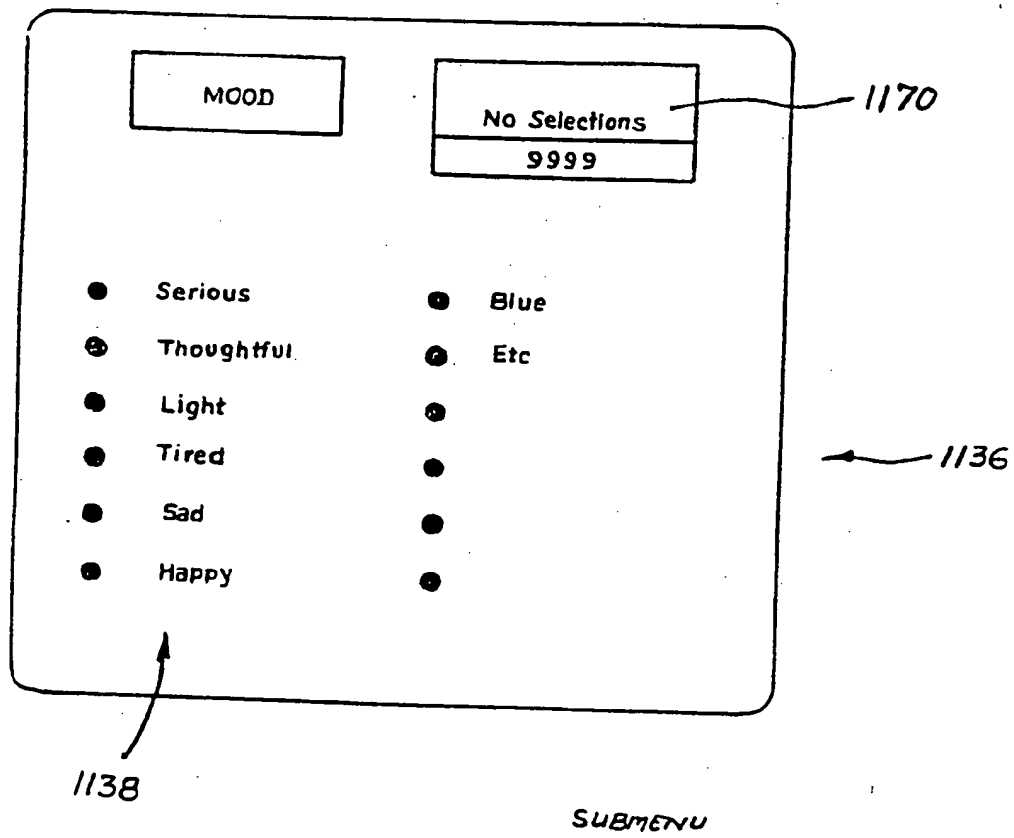 MOOD
No Selections
9999
1170
Serious
Thoughtful
Light
Tired
Sad
Happy
Blue
Etc
1136
1138
SUBMENU